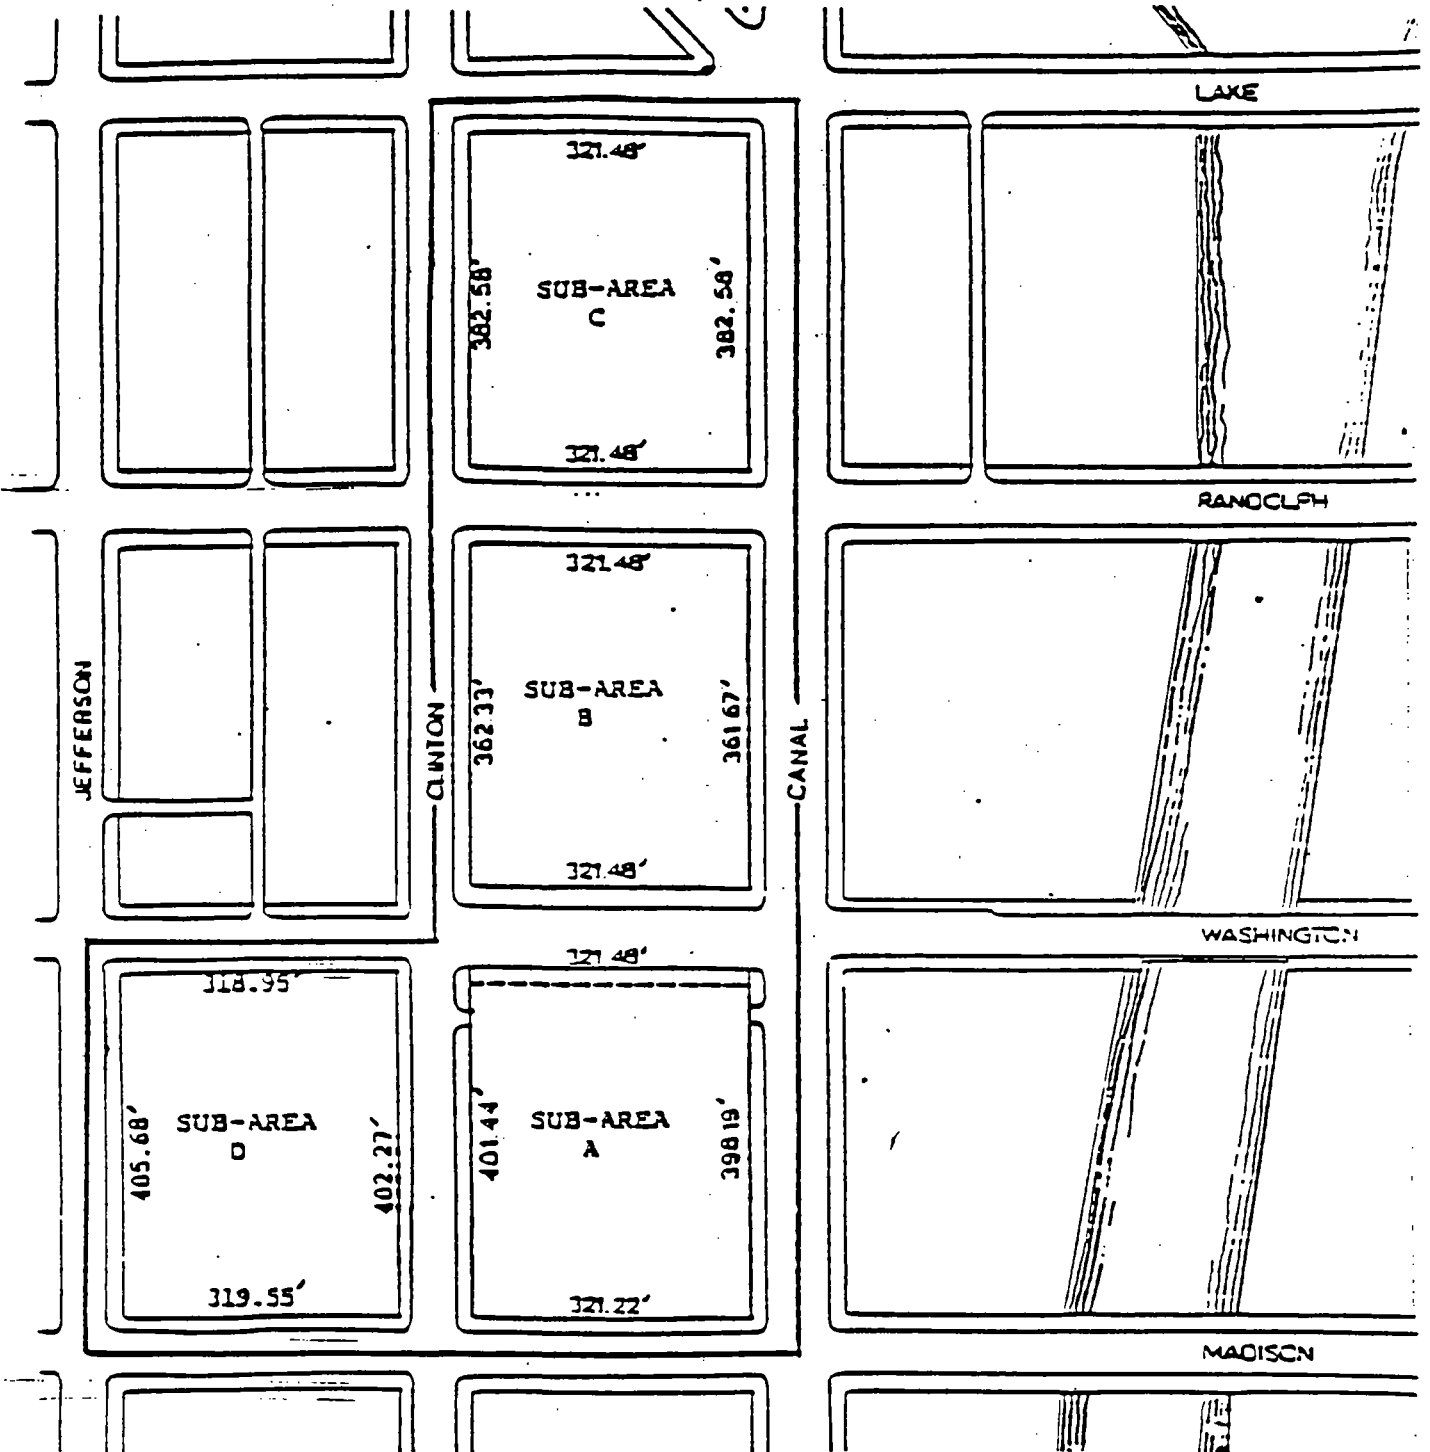 LAKE
321.48'
382.58'
SUB-AREA
C
382.58'
321.48'
RANDOLPH
321.48'
JEFFERSON
CLINTON
362.33'
SUB-AREA
B
361.67'
CANAL
321.48'
WASHINGTON
321.48'
318.95'
405.68'
SUB-AREA
D
402.27'
401.44'
SUB-AREA
A
398.19'
319.55'
321.22'
MADISON